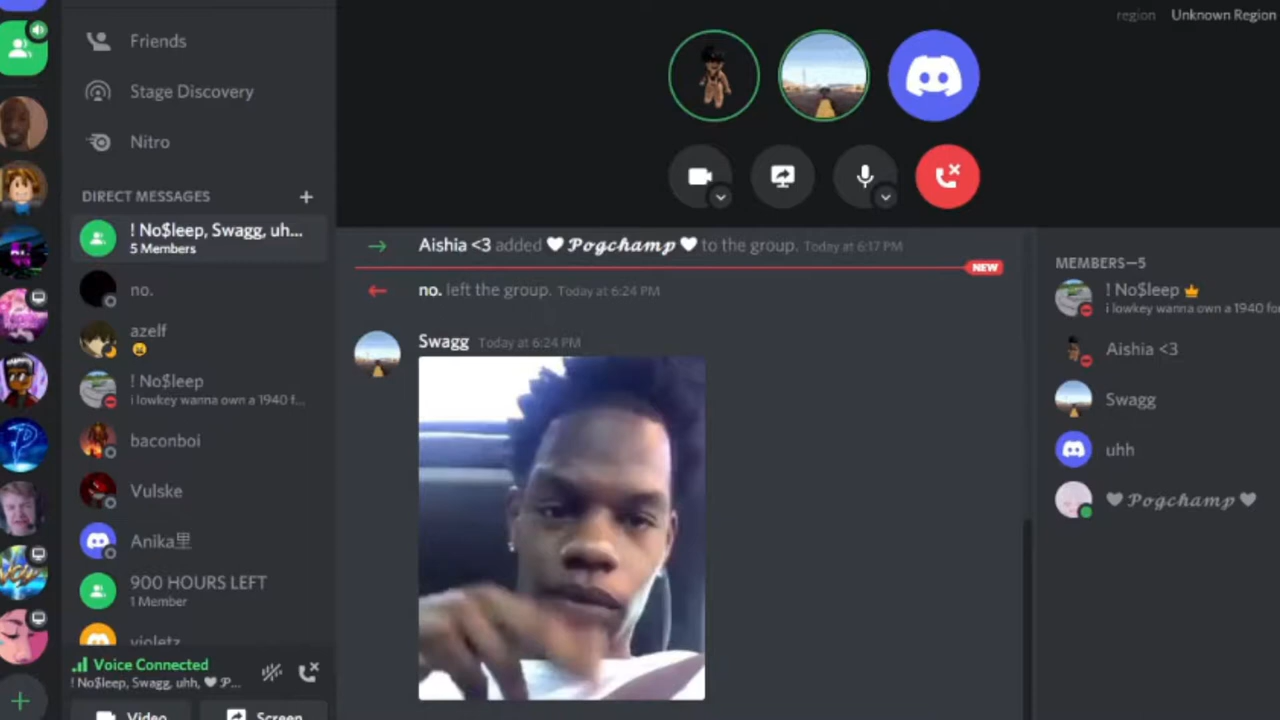 region Unknown Region
Friends
Stage Discovery
Nitro
DIRECT MESSAGES
! No$leep, Swagg, uh...
5 Members
no.
azelf
! No$leep
i lowkey wanna own a 1940 f...
baconboi
Vulske
Anika里
900 HOURS LEFT
1 Member
violetz
Voice Connected
! No$leep, Swagg, uhh, ♥ 𝓟...
Video
Screen
Aishia <3 added ♥ 𝓟𝓸𝓰𝓬𝓱𝓪𝓶𝓹 ♥ to the group. Today at 6:17 PM
NEW
no. left the group. Today at 6:24 PM
Swagg Today at 6:24 PM
MEMBERS—5
! No$leep
i lowkey wanna own a 1940 for
Aishia <3
Swagg
uhh
♥ 𝓟𝓸𝓰𝓬𝓱𝓪𝓶𝓹 ♥